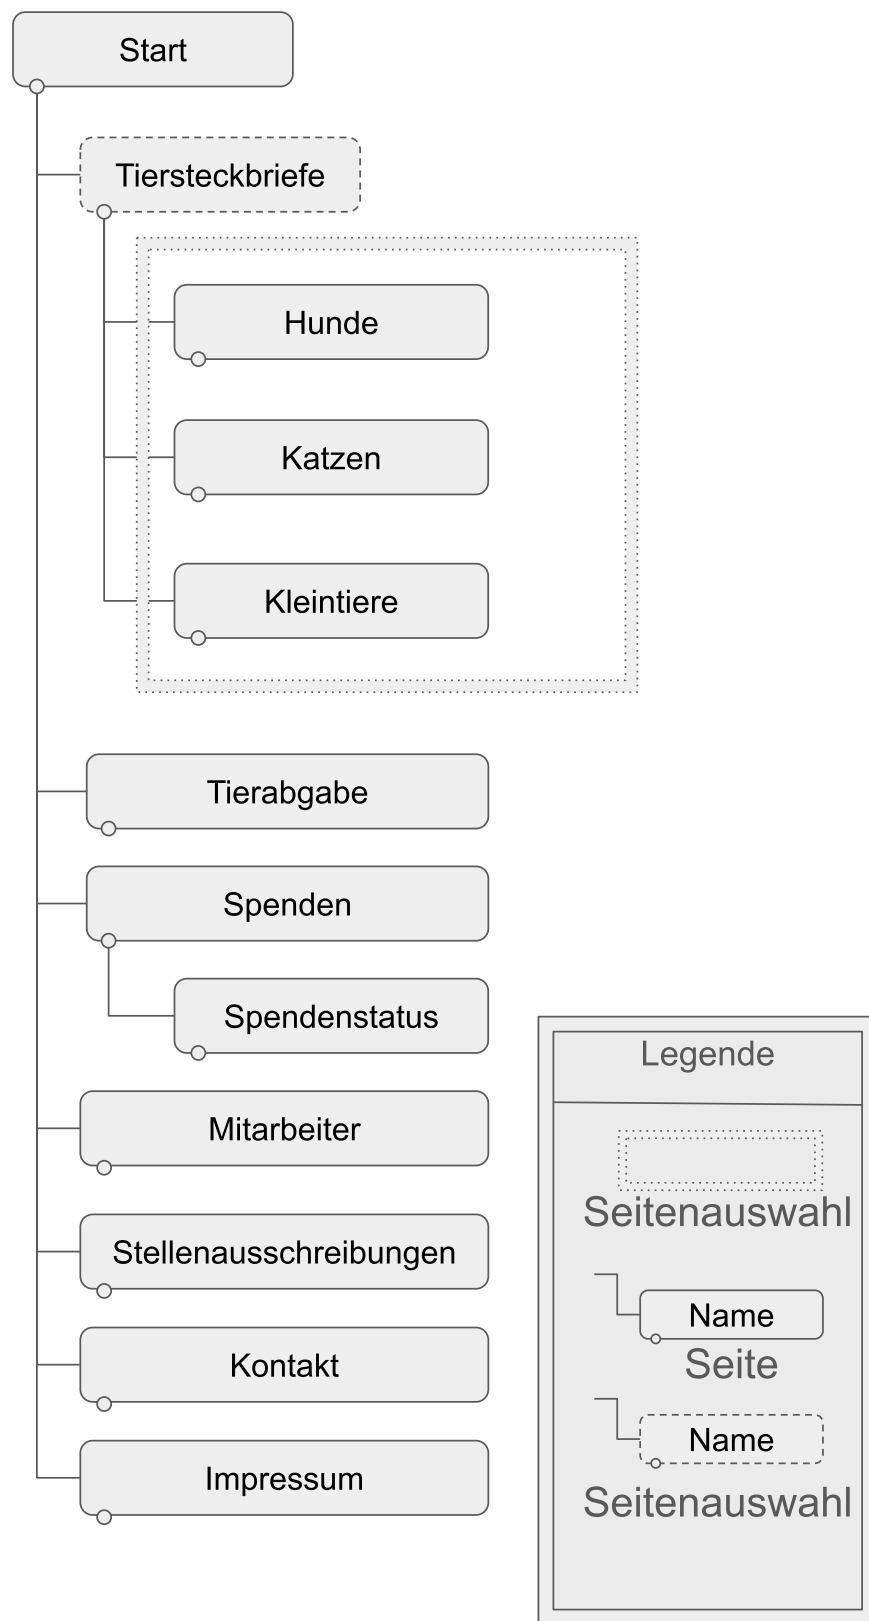 Start
Tiersteckbriefe
Hunde
Katzen
Kleintiere
Tierabgabe
Spenden
Spendenstatus
Mitarbeiter
Stellenausschreibungen
Kontakt
Impressum
Legende
Seitenauswahl
Name
Seite
Name
Seitenauswahl